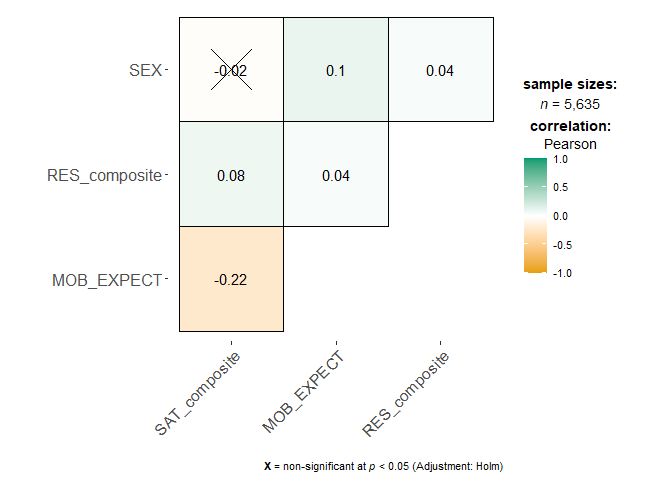 SEX
-0.02
0.1
0.04
RES_composite
0.08
0.04
MOB_EXPECT
-0.22
SAT_composite
MOB_EXPECT
RES_composite
sample sizes:
n = 5,635
correlation:
Pearson
1.0
0.5
0.0
-0.5
-1.0
X = non-significant at p < 0.05 (Adjustment: Holm)